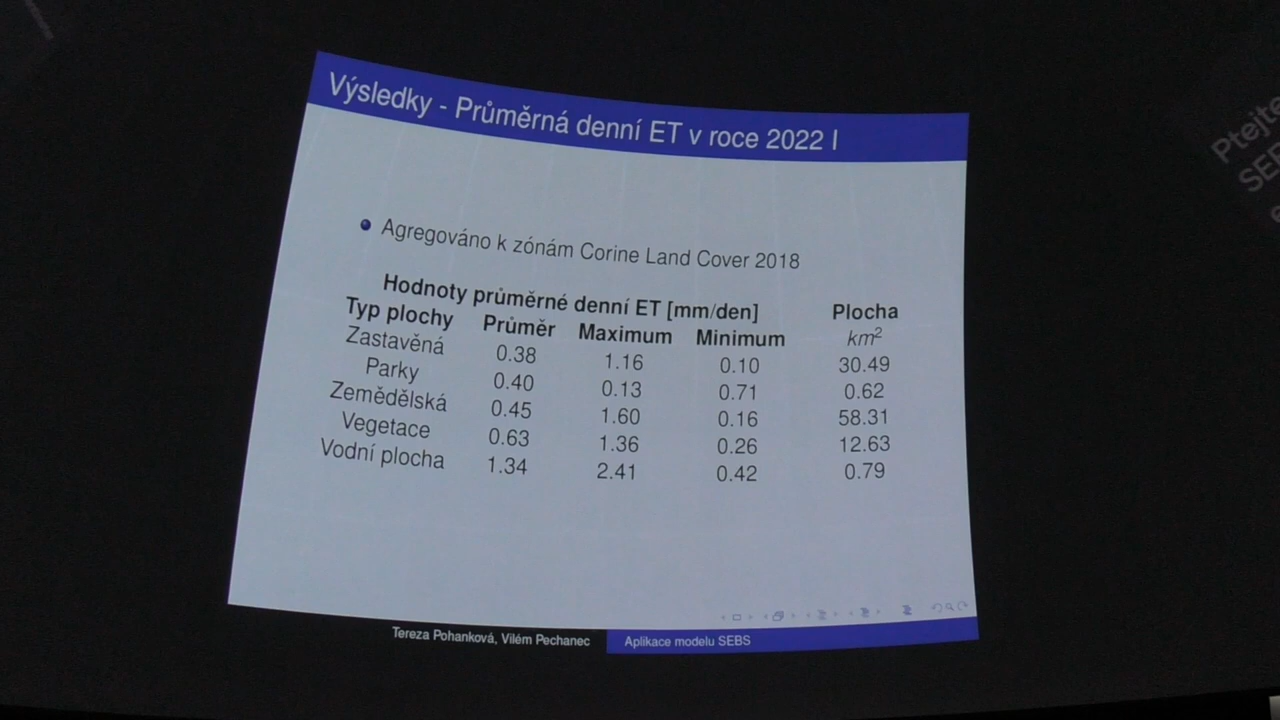 Výsledky - Průměrná denní ET v roce 2022 I
Agregováno k zónám Corine Land Cover 2018
Hodnoty průměrné denní ET [mm/den] Plocha
Typ plochy Průměr Maximum Minimum km²
Zastavěná 0.38 1.16 0.10 30.49
Parky 0.40 0.13 0.71 0.62
Zemědělská 0.45 1.60 0.16 58.31
Vegetace 0.63 1.36 0.26 12.63
Vodní plocha 1.34 2.41 0.42 0.79
Tereza Pohanková, Vilém Pechanec Aplikace modelu SEBS